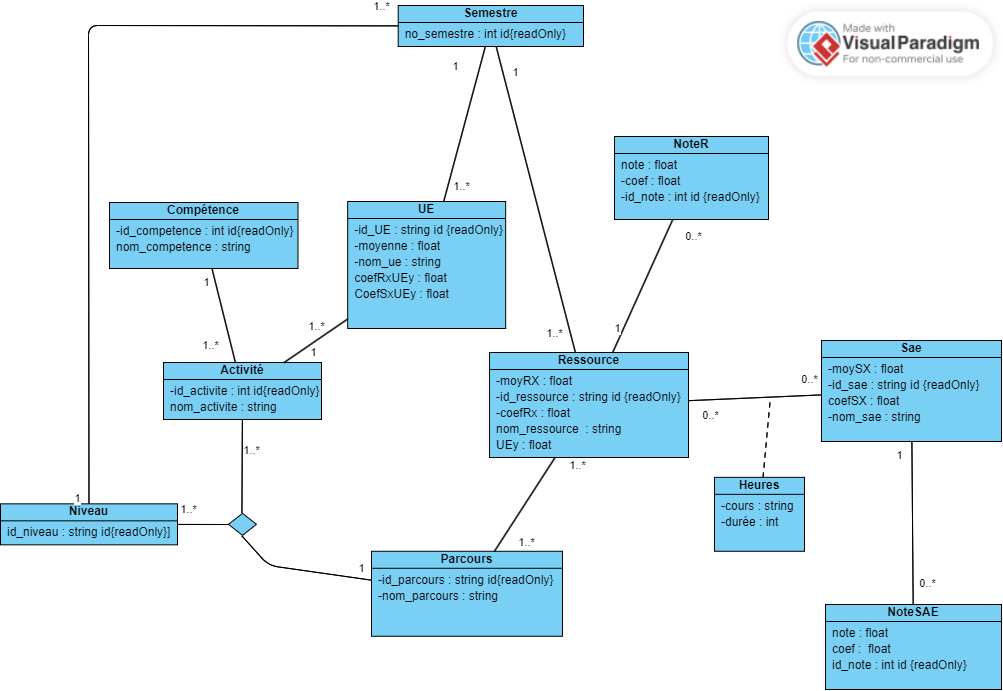 1..*
Semestre
no_semestre : int id{readOnly}
1
1
Made with
VisualParadigm
For non-commercial use
NoteR
note : float
-coef : float
-id_note : int id {readOnly}
0..*
1..*
Compétence
-id_competence : int id{readOnly}
nom_competence : string
1
UE
-id_UE : string id {readOnly}
-moyenne : float
-nom_ue : string
coefRxUEy : float
CoefSxUEy : float
1..*
1
1..*
1..*
1
Activité
-id_activite : int id{readOnly}
nom_activite : string
1..*
Ressource
-moyRX : float
-id_ressource : string id {readOnly}
-coefRx : float
nom_ressource : string
UEy : float
0..*
0..*
1..*
Sae
-moySX : float
-id_sae : string id {readOnly}
coefSX : float
-nom_sae : string
1
Heures
-cours : string
-durée : int
1
Niveau
id_niveau : string id{readOnly}]
1..*
1..*
1
Parcours
-id_parcours : string id{readOnly}
-nom_parcours : string
0..*
NoteSAE
note : float
coef : float
id_note : int id {readOnly}